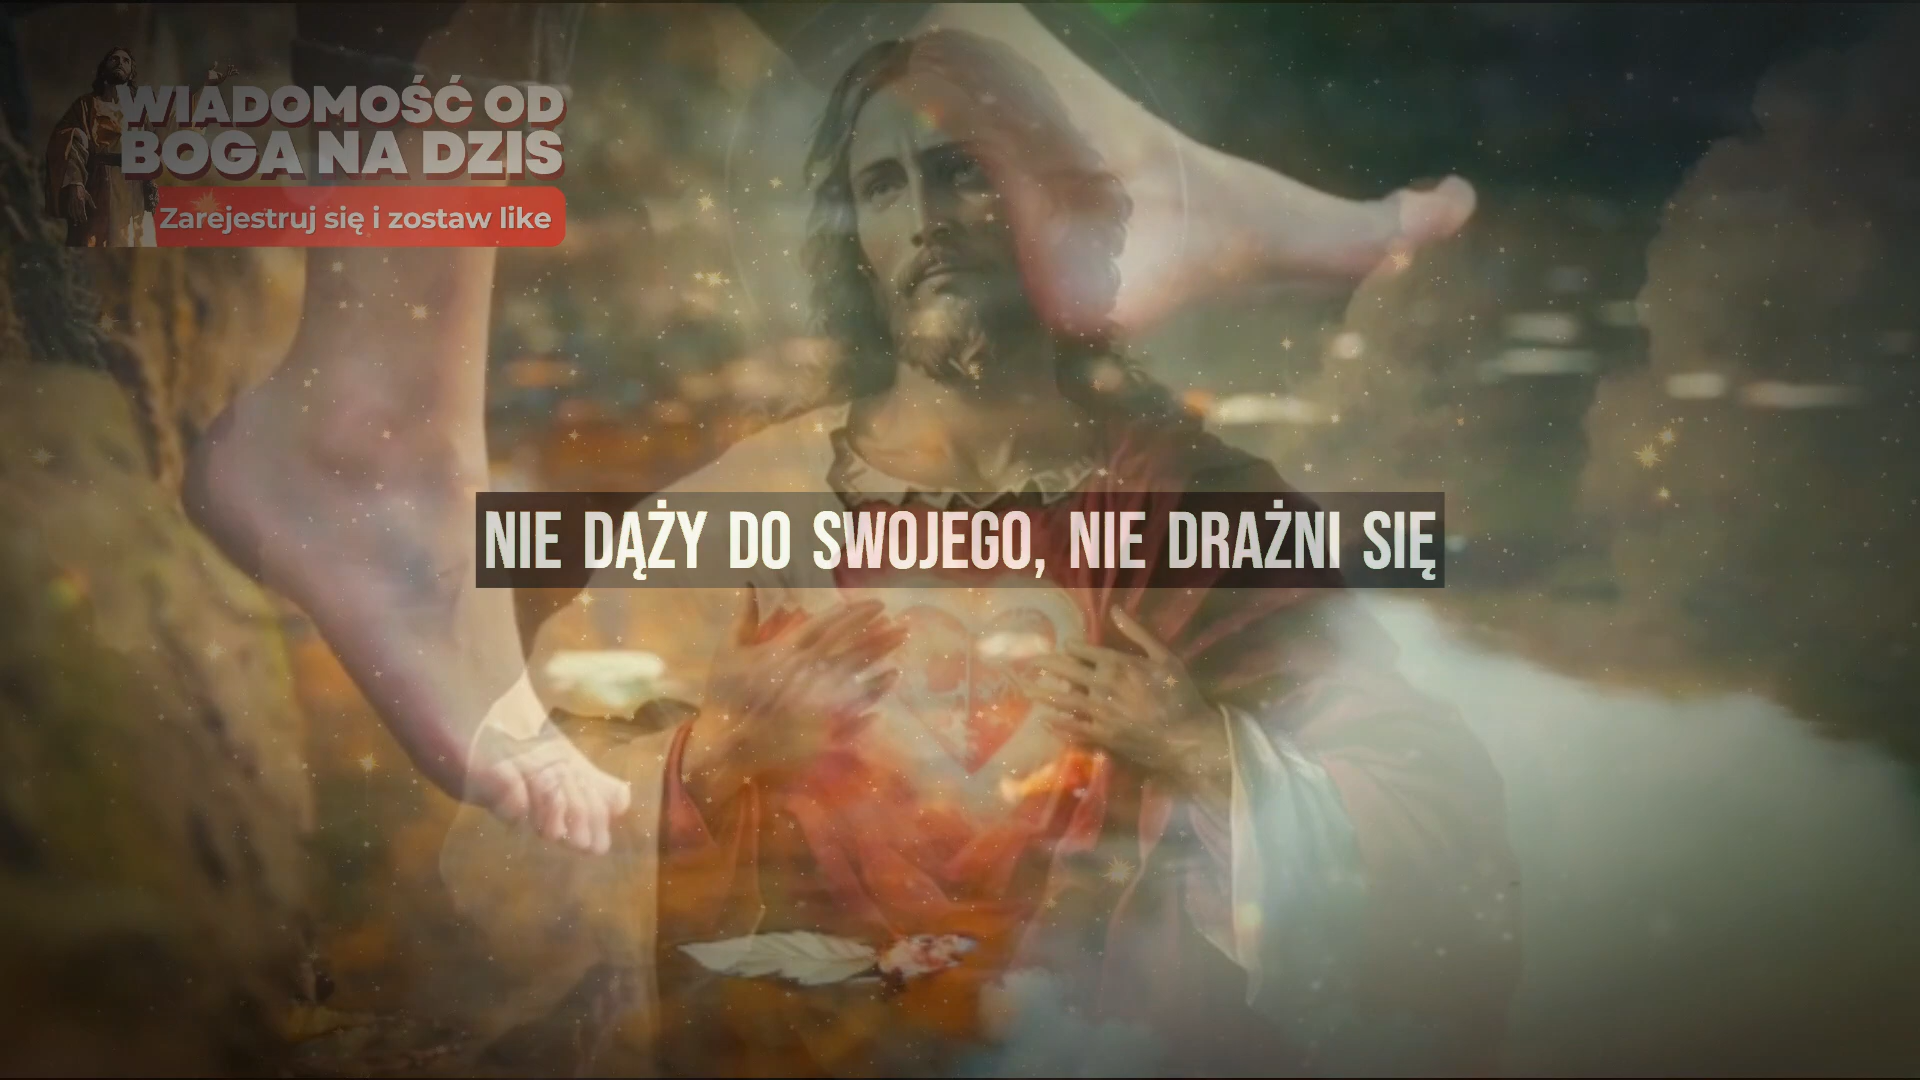 WIADOMOŚĆ OD
BOGA NA DZIS
Zarejestruj się i zostaw like
NIE DĄŻY DO SWOJEGO, NIE DRAŻNI SIĘ